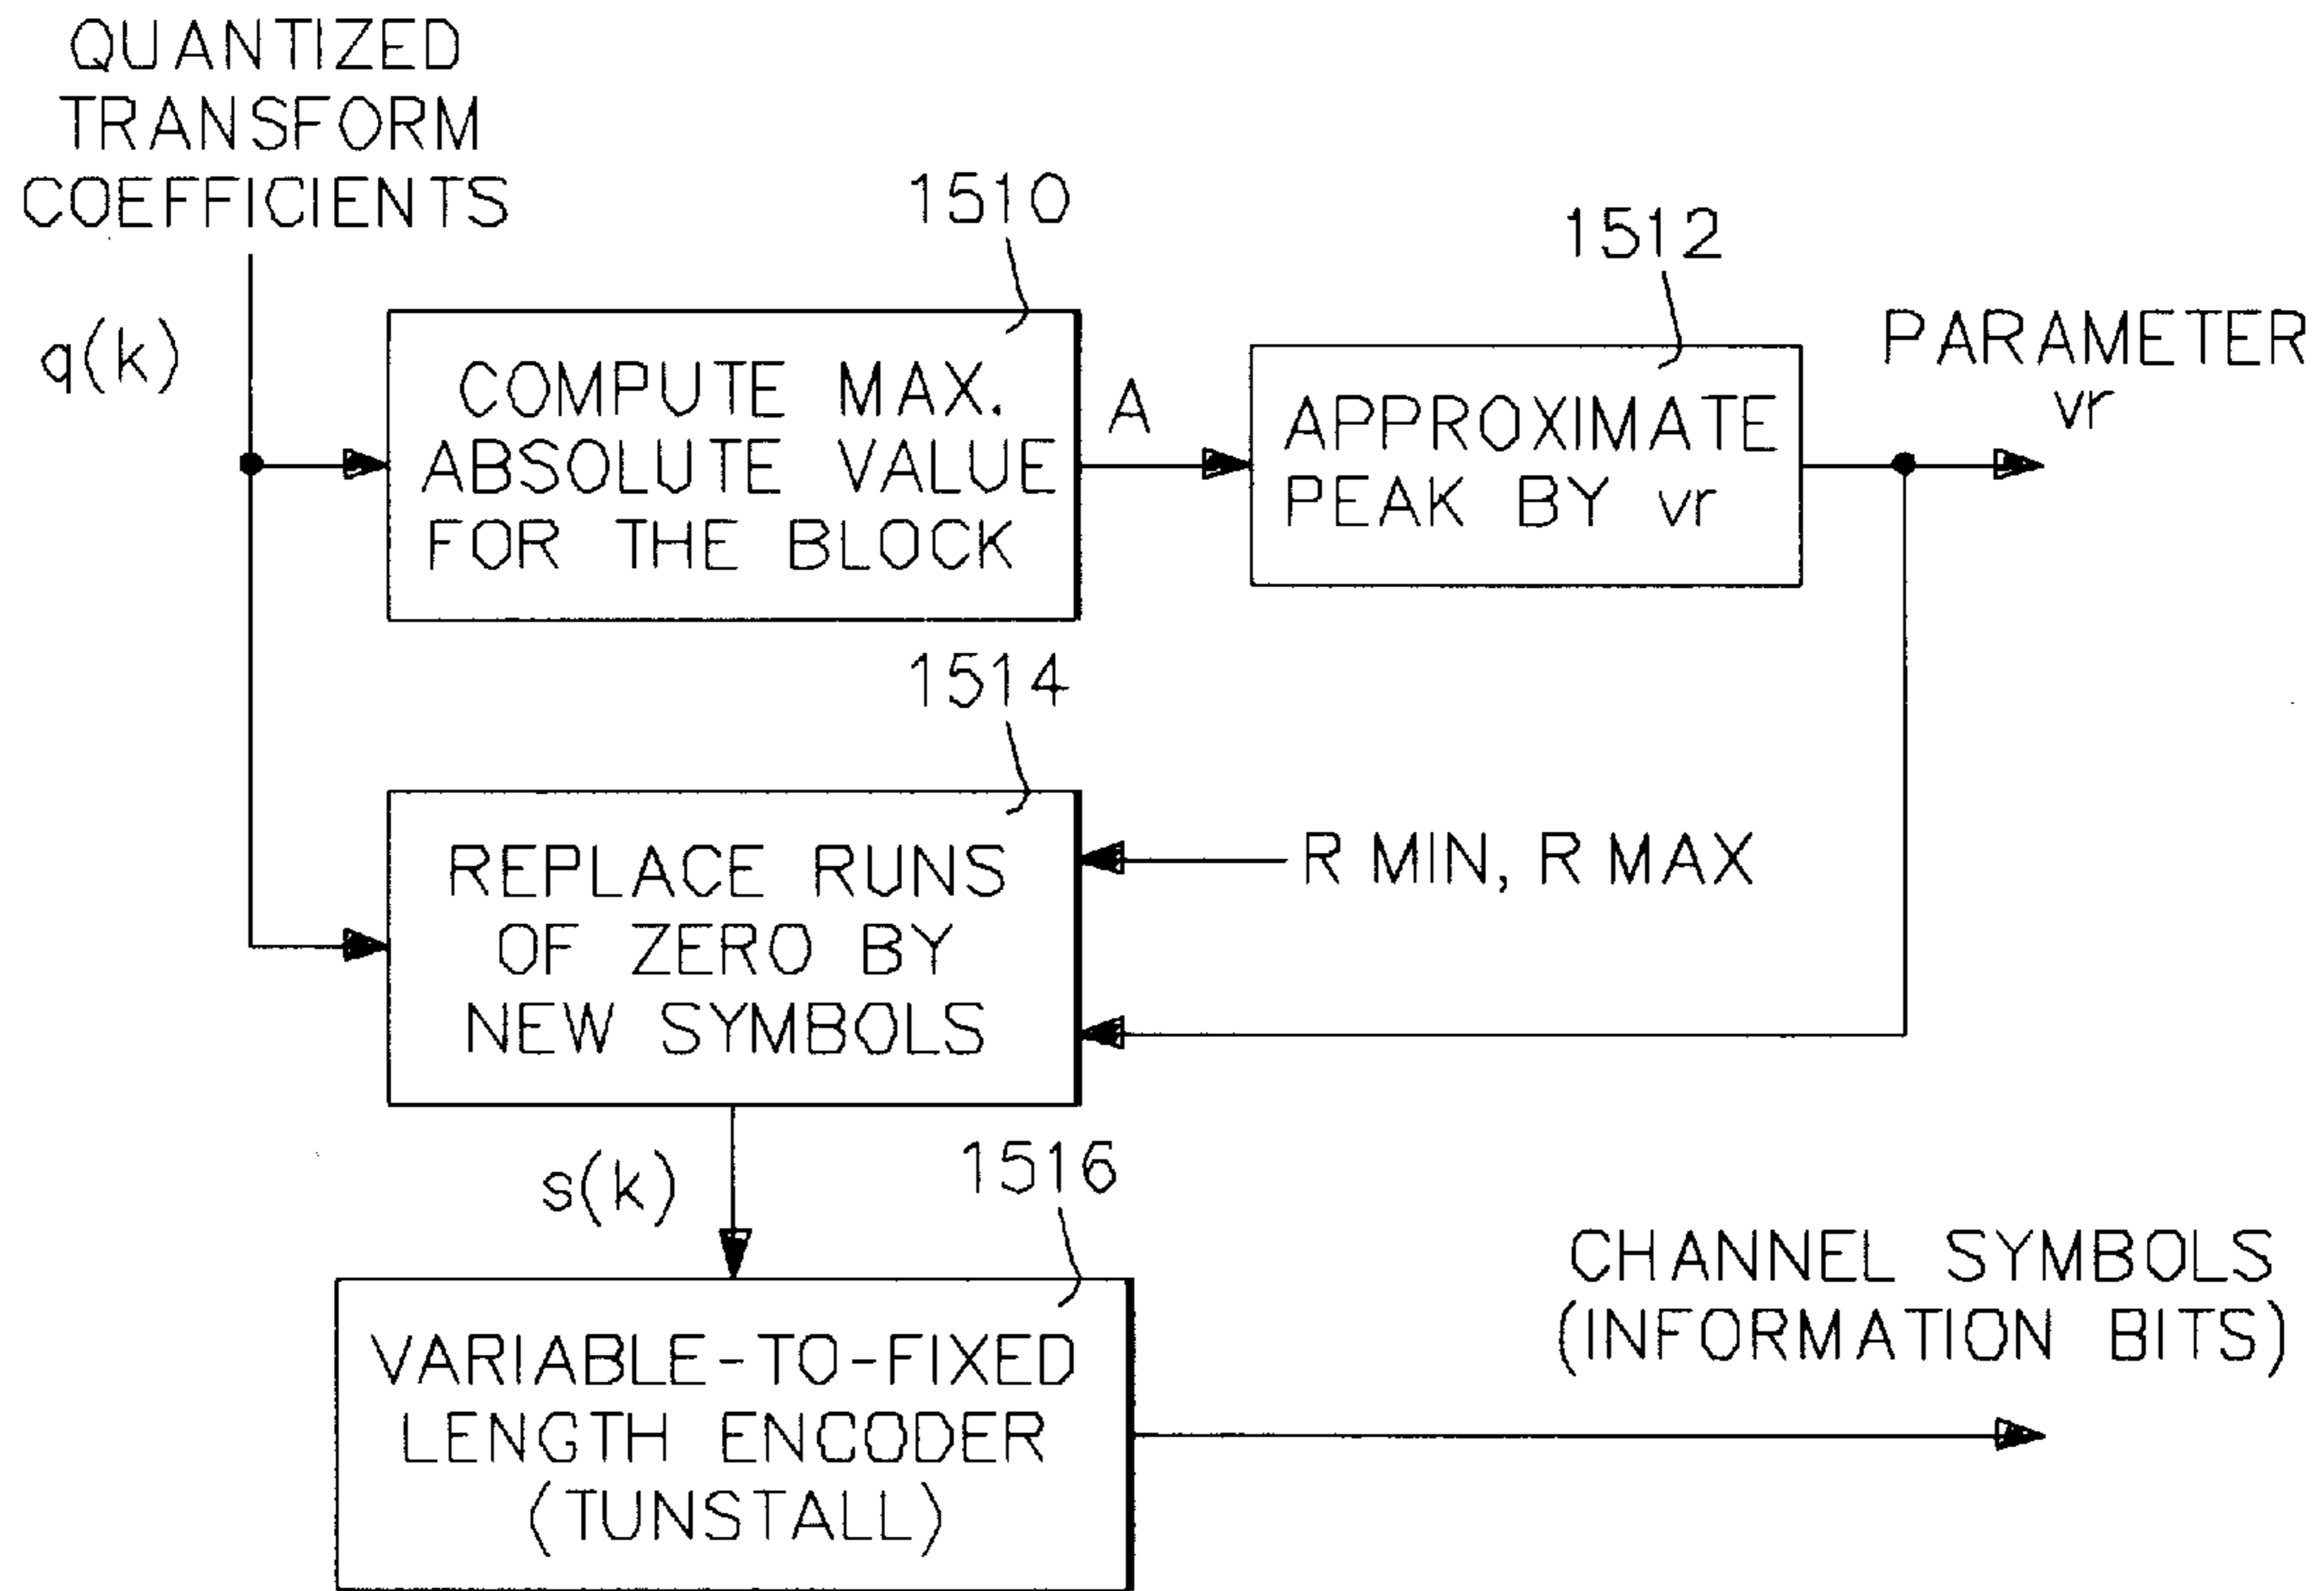 QUANTIZED
TRANSFORM
COEFFICIENTS
q(k)
1510
COMPUTE MAX.
ABSOLUTE VALUE
FOR THE BLOCK
A
1512
APPROXIMATE
PEAK BY vr
PARAMETER
vr
1514
REPLACE RUNS
OF ZERO BY
NEW SYMBOLS
R MIN, R MAX
s(k)
1516
VARIABLE-TO-FIXED
LENGTH ENCODER
(TUNSTALL)
CHANNEL SYMBOLS
(INFORMATION BITS)